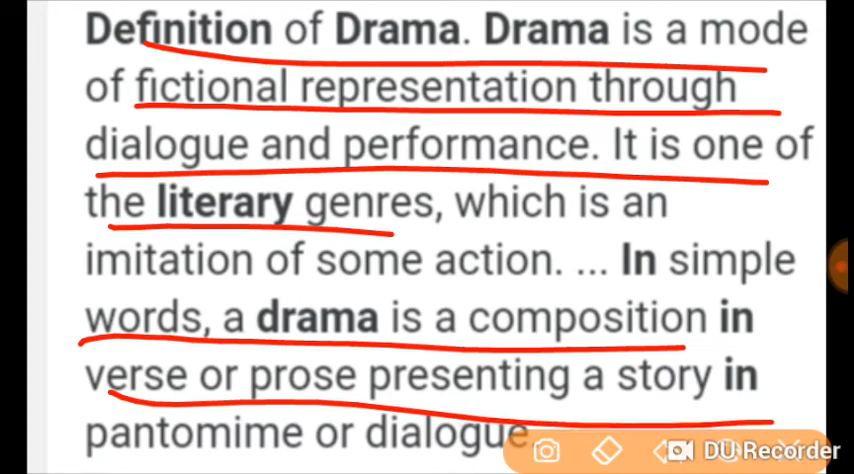 Definition of Drama. Drama is a mode
of fictional representation through
dialogue and performance. It is one of
the literary genres, which is an
imitation of some action. ... In simple
words, a drama is a composition in
verse or prose presenting a story in
pantomime or dialogue
DU Recorder